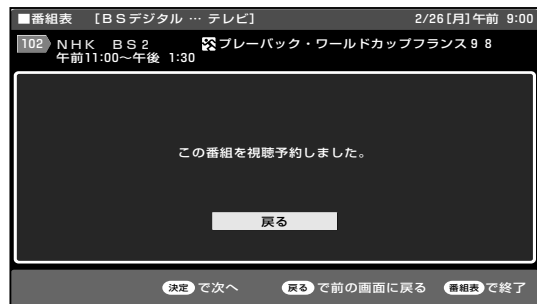 ■番組表 [BSデジタル … テレビ] 2/26[月]午前 9:00
102 NHK BS2 プレーバック・ワールドカップフランス98
午前11:00~午後 1:30
この番組を視聴予約しました。
戻る
決定 で次へ 戻る で前の画面に戻る 番組表 で終了